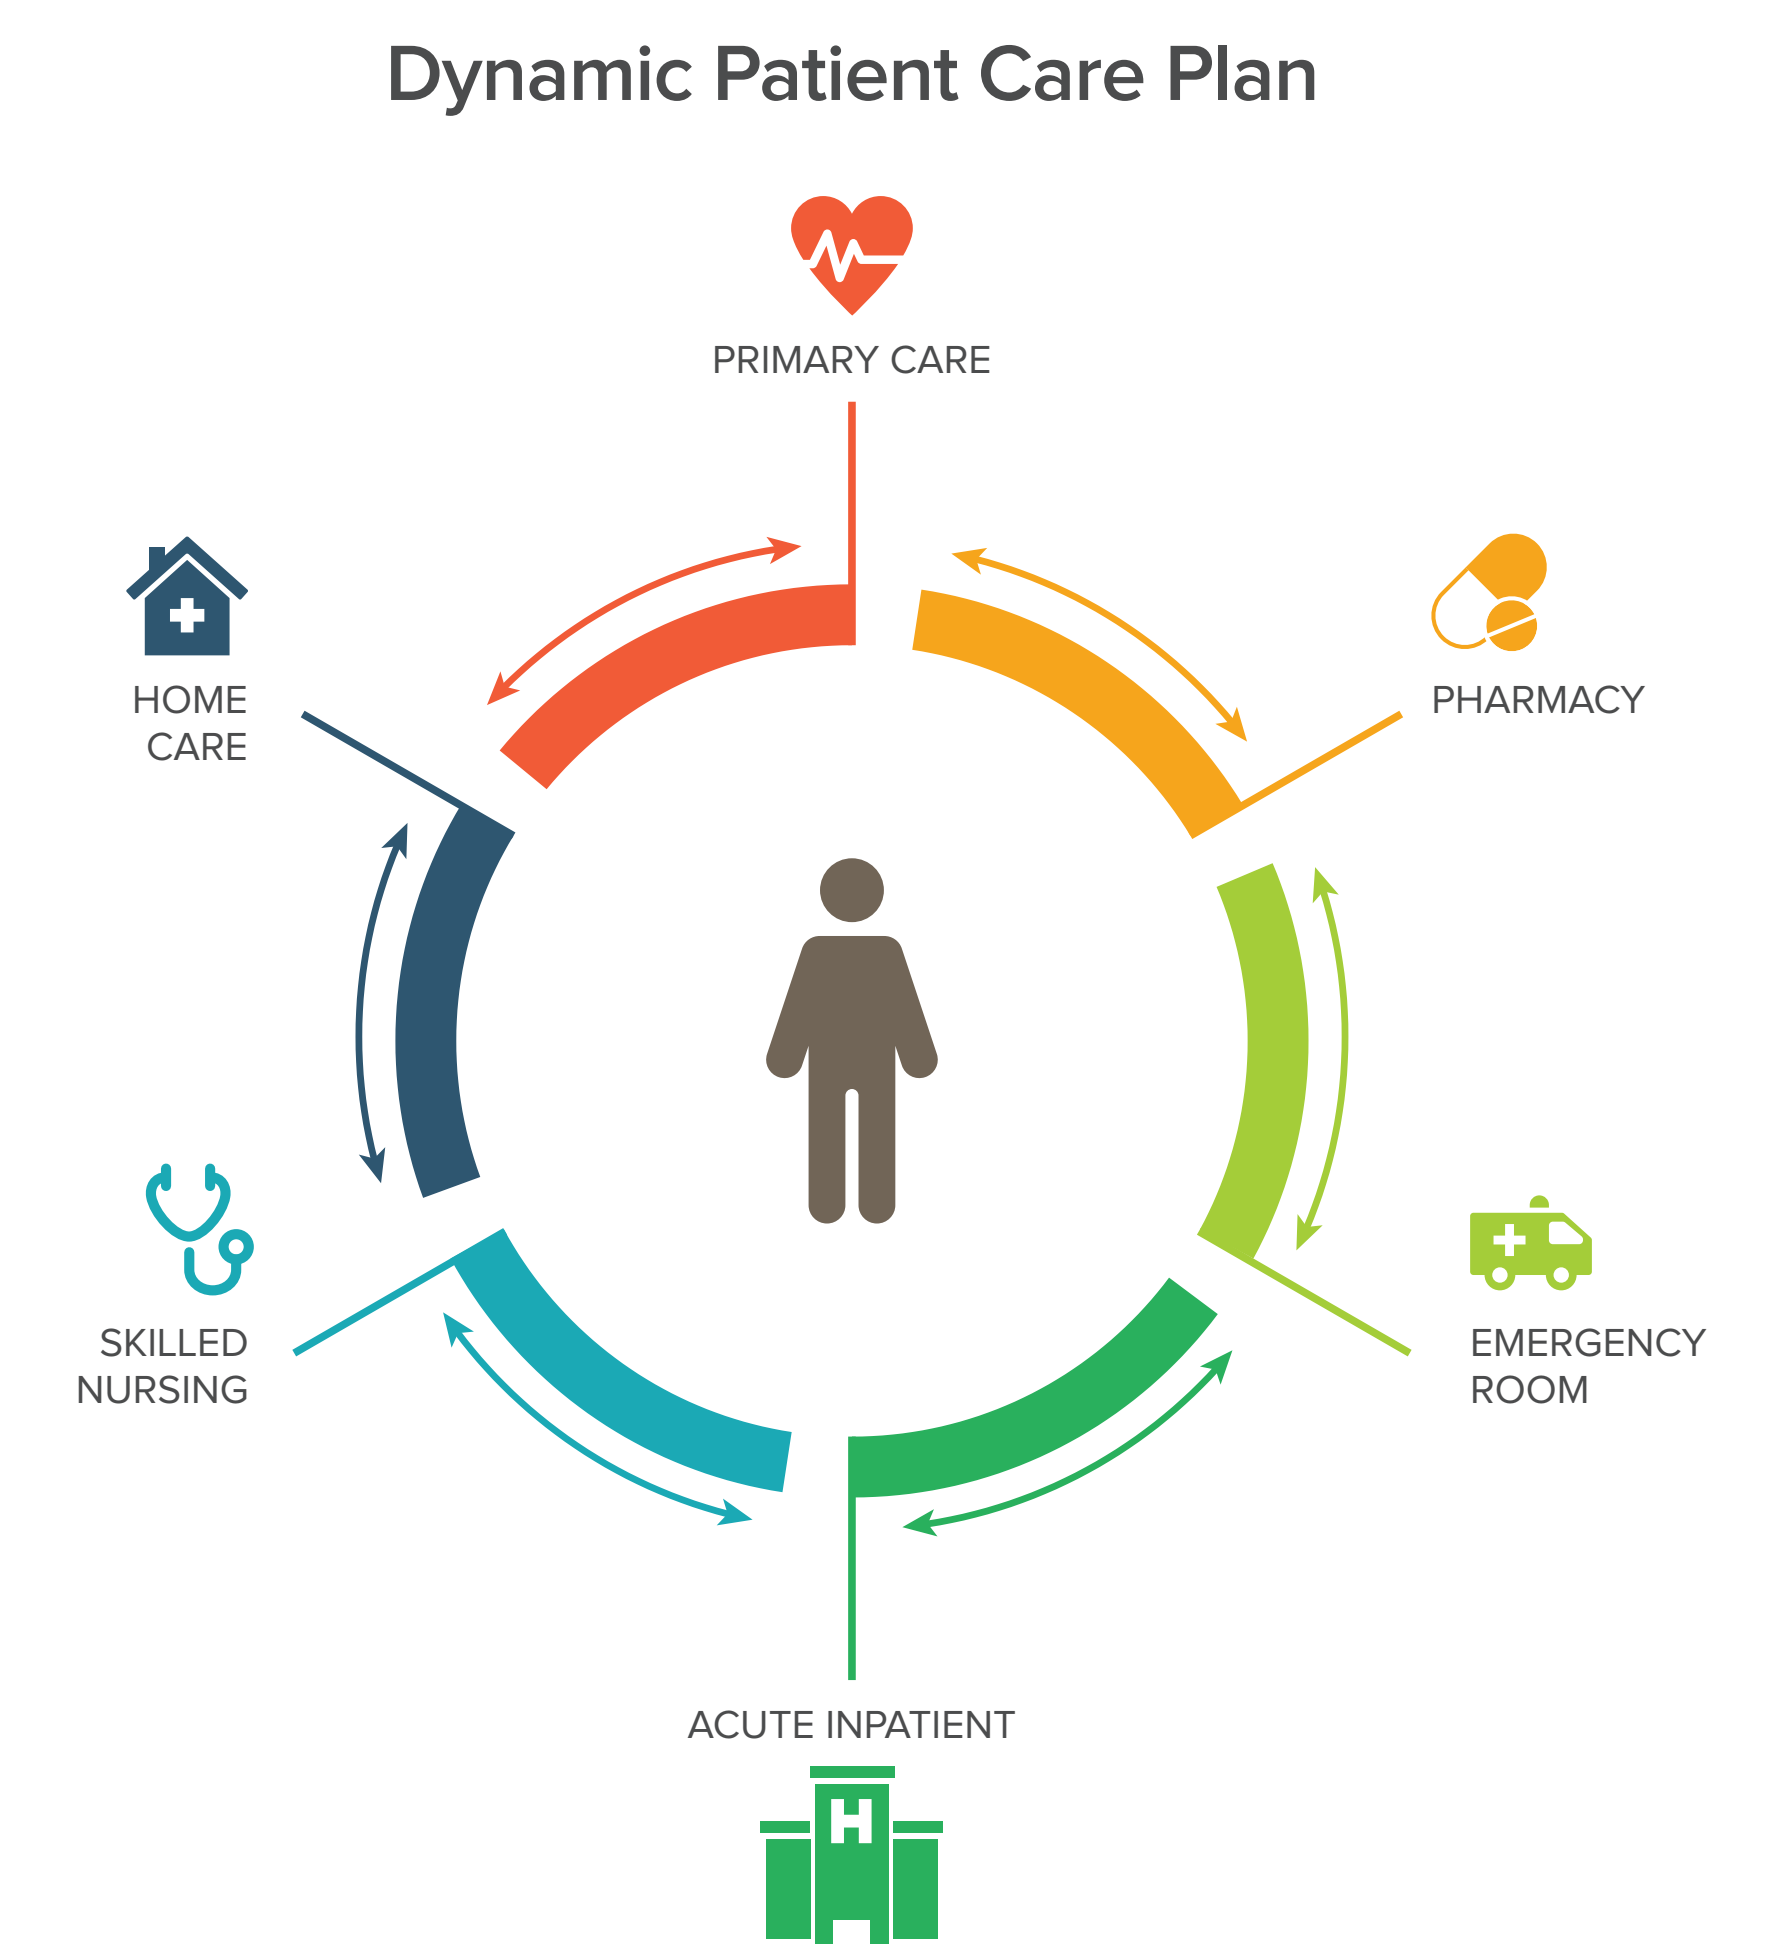 Dynamic Patient Care Plan
PRIMARY CARE
HOME
CARE
PHARMACY
SKILLED
NURSING
EMERGENCY
ROOM
ACUTE INPATIENT
H